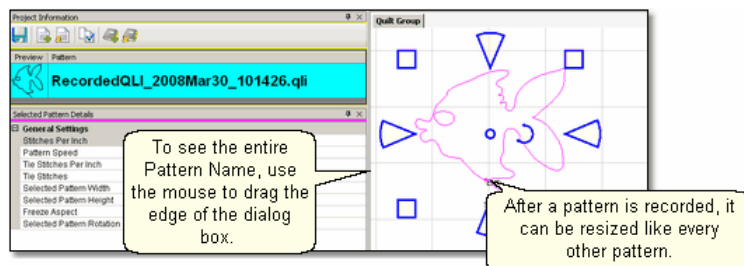 Project Information
Quilt Group
Preview Pattern
RecordedQLI_2008Mar30_101426.qli
Selected Pattern Details
General Settings
Stitches Per Inch
Pattern Speed
Tie Stitches Per Inch
Tie Stitches
Selected Pattern Width
Selected Pattern Height
Freeze Aspect
Selected Pattern Rotation
To see the entire
Pattern Name, use
the mouse to drag the
edge of the dialog
box.
After a pattern is recorded, it
can be resized like every
other pattern.